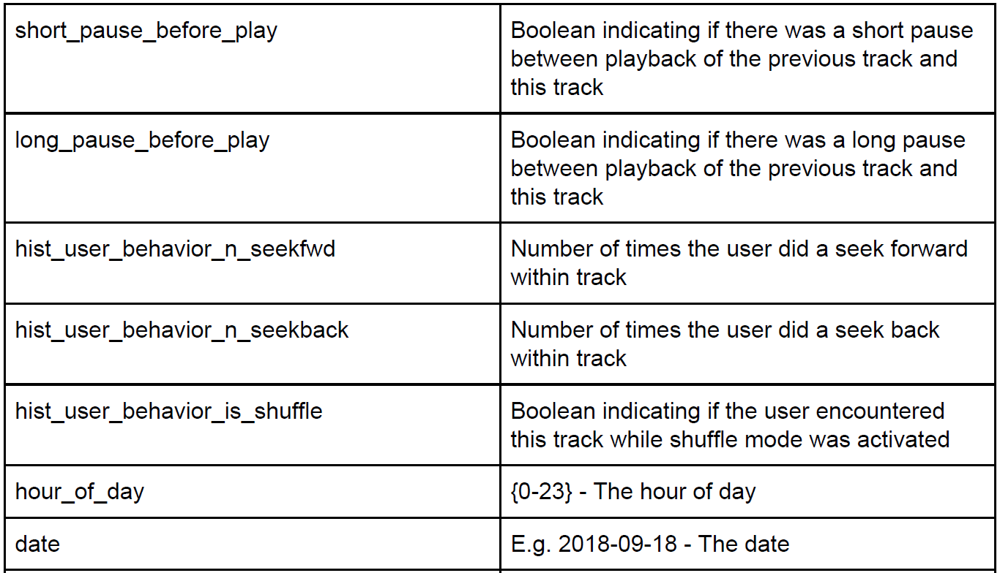 short_pause_before_play
Boolean indicating if there was a short pause
between playback of the previous track and
this track
long_pause_before_play
Boolean indicating if there was a long pause
between playback of the previous track and
this track
hist_user_behavior_n_seekfwd
Number of times the user did a seek forward
within track
hist_user_behavior_n_seekback
Number of times the user did a seek back
within track
hist_user_behavior_is_shuffle
Boolean indicating if the user encountered
this track while shuffle mode was activated
hour_of_day
{0-23} - The hour of day
date
E.g. 2018-09-18 - The date